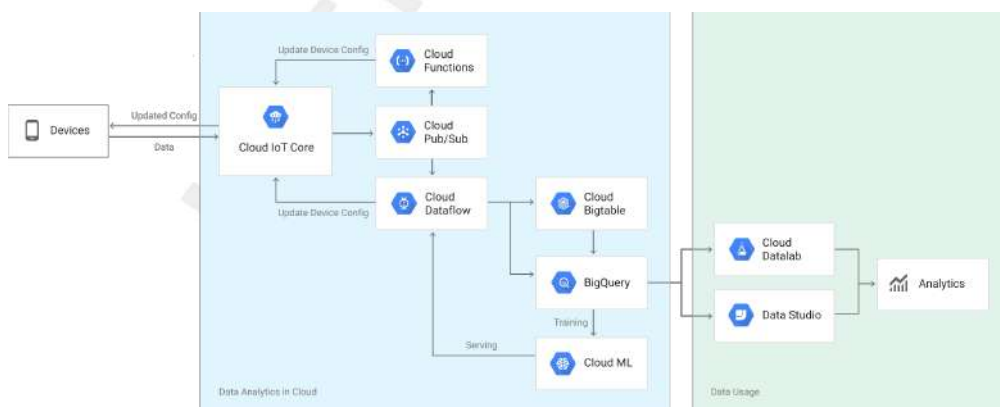 Update Device Config
Cloud
Functions
Devices
Updated Config
Data
Cloud IoT Core
Cloud
Pub/Sub
Update Device Config
Cloud
Dataflow
Cloud
Bigtable
BigQuery
Training
Serving
Cloud ML
Data Analytics in Cloud
Cloud
Datalab
Data Studio
Analytics
Data Usage